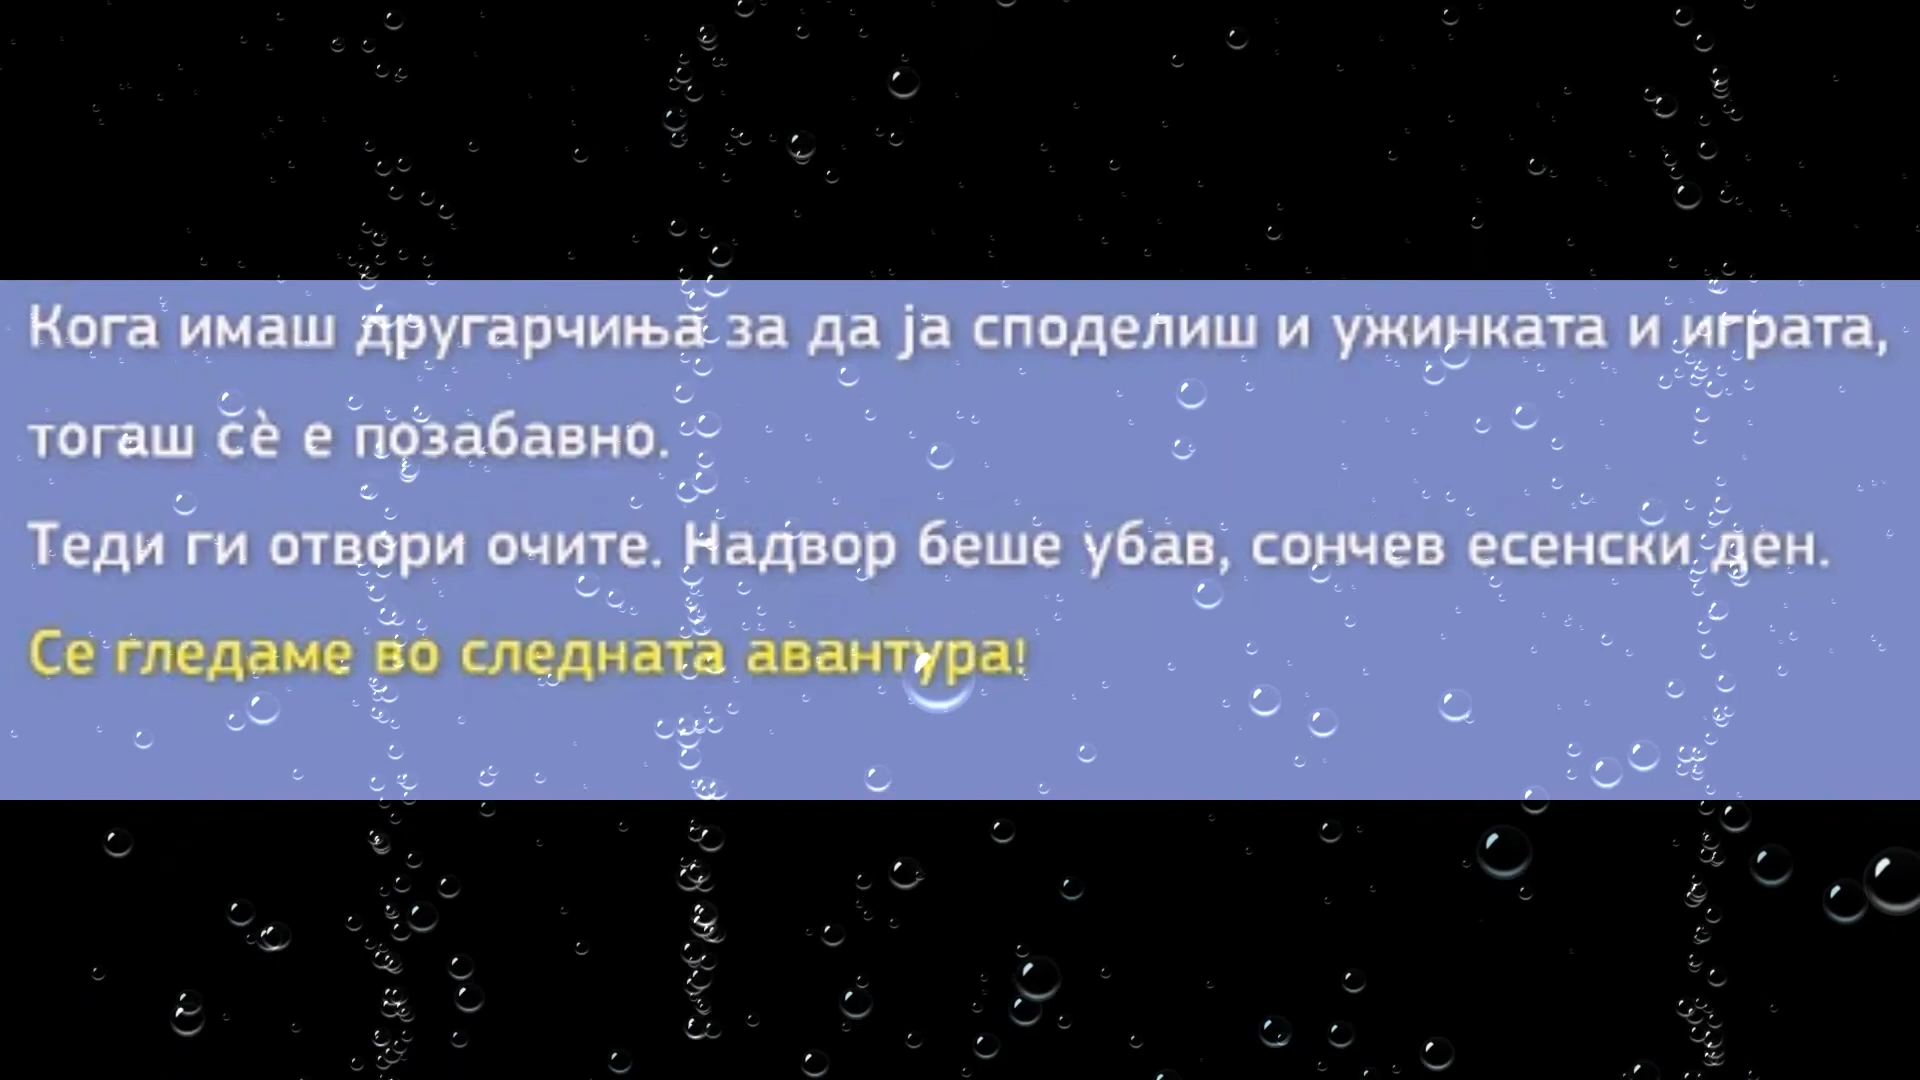 Кога имаш другарчиња за да ја споделиш и ужинката и играта,
тогаш сѐ е позабавно.
Теди ги отвори очите. Надвор беше убав, сончев есенски ден.
Се гледаме во следната авантура!